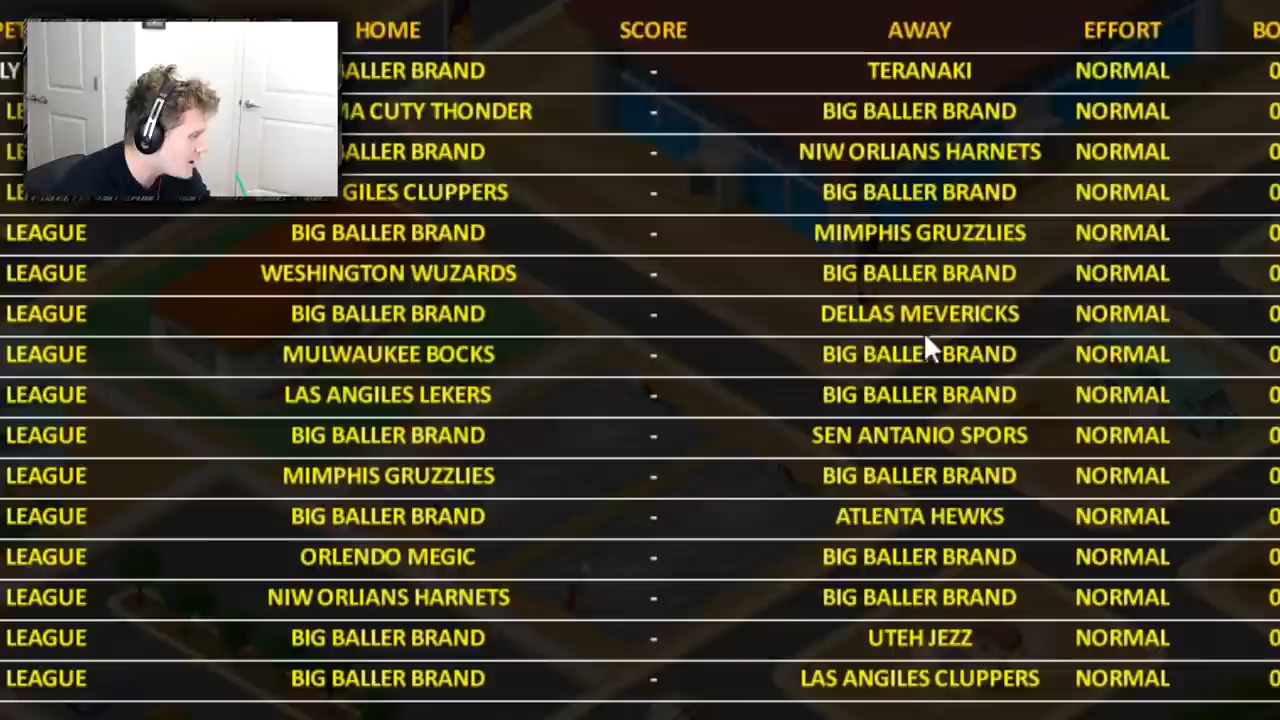 HOME SCORE AWAY EFFORT
LY BALLER BRAND - TERANAKI NORMAL
LE MA CUTY THONDER - BIG BALLER BRAND NORMAL
LE BALLER BRAND - NIW ORLIANS HARNETS NORMAL
LE GILES CLUPPERS - BIG BALLER BRAND NORMAL
LEAGUE BIG BALLER BRAND - MIMPHIS GRUZZLIES NORMAL
LEAGUE WESHINGTON WUZARDS - BIG BALLER BRAND NORMAL
LEAGUE BIG BALLER BRAND - DELLAS MEVERICKS NORMAL
LEAGUE MULWAUKEE BOCKS - BIG BALLER BRAND NORMAL
LEAGUE LAS ANGILES LEKERS - BIG BALLER BRAND NORMAL
LEAGUE BIG BALLER BRAND - SEN ANTANIO SPORS NORMAL
LEAGUE MIMPHIS GRUZZLIES - BIG BALLER BRAND NORMAL
LEAGUE BIG BALLER BRAND - ATLENTA HEWKS NORMAL
LEAGUE ORLENDO MEGIC - BIG BALLER BRAND NORMAL
LEAGUE NIW ORLIANS HARNETS - BIG BALLER BRAND NORMAL
LEAGUE BIG BALLER BRAND - UTEH JEZZ NORMAL
LEAGUE BIG BALLER BRAND - LAS ANGILES CLUPPERS NORMAL